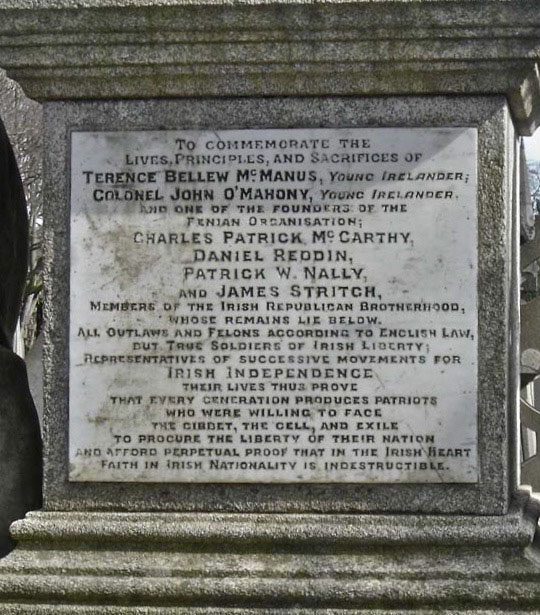 TO COMMEMORATE THE
LIVES, PRINCIPLES, AND SACRIFICES OF
TERENCE BELLEW McMANUS, YOUNG IRELANDER;
COLONEL JOHN O'MAHONY, YOUNG IRELANDER,
AND ONE OF THE FOUNDERS OF THE
FENIAN ORGANISATION;
CHARLES PATRICK McCARTHY,
DANIEL REDDIN,
PATRICK W. NALLY,
AND JAMES STRITCH,
MEMBERS OF THE IRISH REPUBLICAN BROTHERHOOD,
WHOSE REMAINS LIE BELOW.
ALL OUTLAWS AND FELONS ACCORDING TO ENGLISH LAW,
BUT TRUE SOLDIERS OF IRISH LIBERTY;
REPRESENTATIVES OF SUCCESSIVE MOVEMENTS FOR
IRISH INDEPENDENCE
THEIR LIVES THUS PROVE
THAT EVERY GENERATION PRODUCES PATRIOTS
WHO WERE WILLING TO FACE
THE GIBBET, THE CELL, AND EXILE
TO PROCURE THE LIBERTY OF THEIR NATION
AND AFFORD PERPETUAL PROOF THAT IN THE IRISH HEART
FAITH IN IRISH NATIONALITY IS INDESTRUCTIBLE.